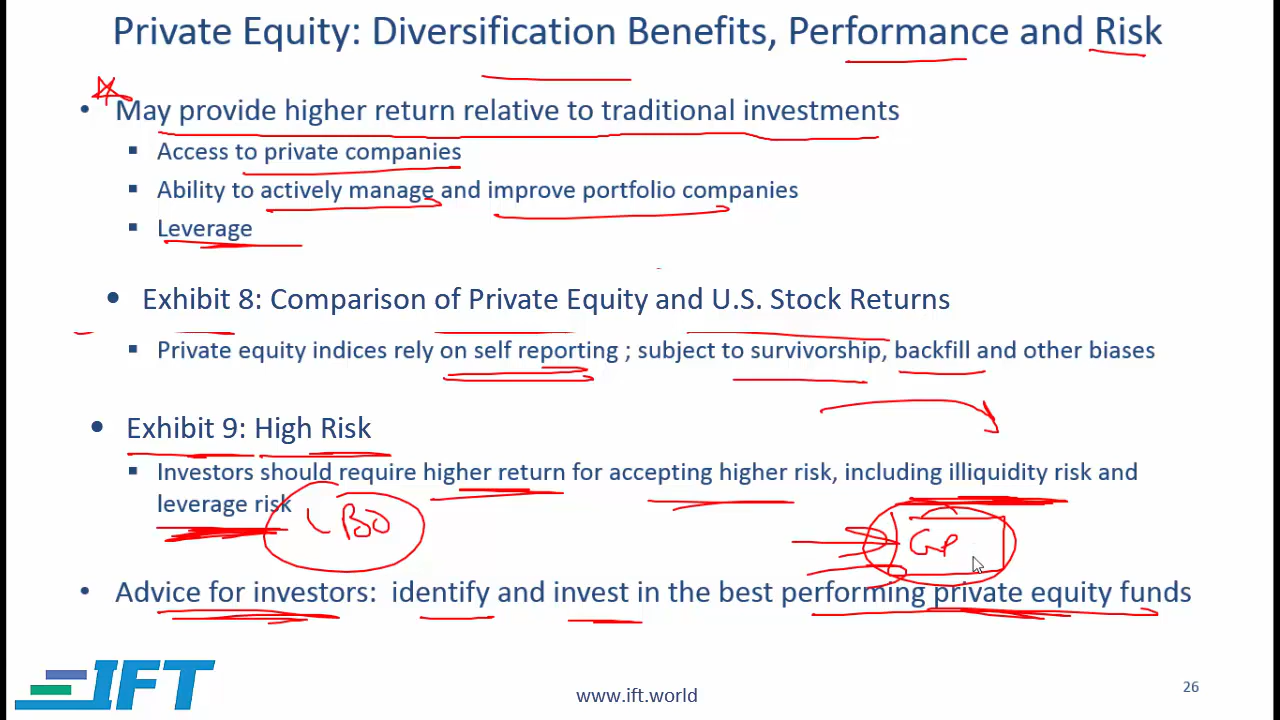 Private Equity: Diversification Benefits, Performance and Risk
• May provide higher return relative to traditional investments
▪ Access to private companies
▪ Ability to actively manage and improve portfolio companies
▪ Leverage
• Exhibit 8: Comparison of Private Equity and U.S. Stock Returns
▪ Private equity indices rely on self reporting ; subject to survivorship, backfill and other biases
• Exhibit 9: High Risk
▪ Investors should require higher return for accepting higher risk, including illiquidity risk and
leverage risk
LBO
GP
• Advice for investors: identify and invest in the best performing private equity funds
IFT
www.ift.world
26